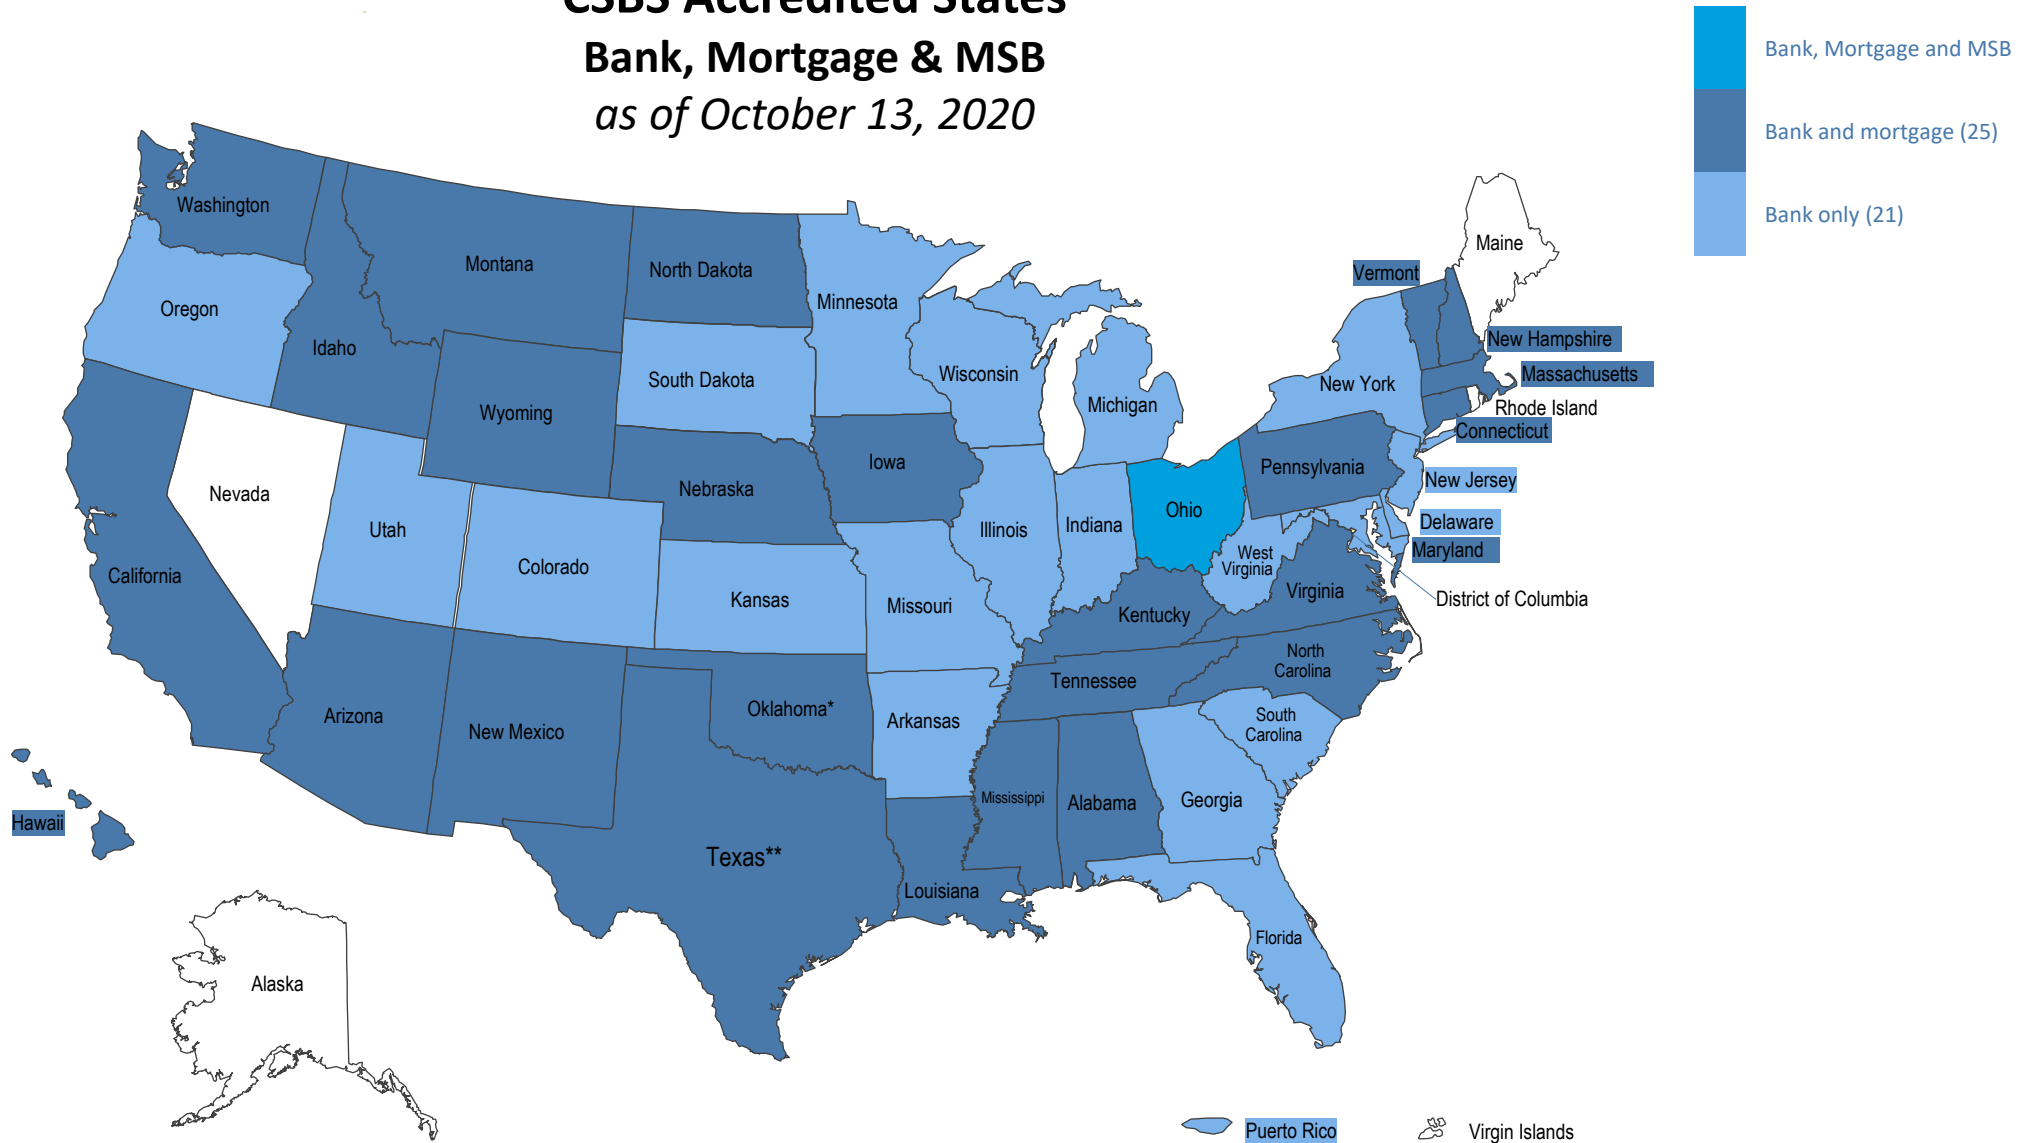 CSBS Accredited States
Bank, Mortgage & MSB
as of October 13, 2020
Bank, Mortgage and MSB
Bank and mortgage (25)
Bank only (21)
Washington
Montana
North Dakota
Minnesota
Maine
Vermont
Oregon
Idaho
Wyoming
South Dakota
Wisconsin
Michigan
New York
New Hampshire
Massachusetts
Rhode Island
Connecticut
Nevada
Utah
Colorado
Nebraska
Iowa
Illinois
Indiana
Ohio
Pennsylvania
New Jersey
Delaware
Maryland
District of Columbia
West
Virginia
Virginia
California
Kansas
Missouri
Kentucky
Tennessee
North
Carolina
South
Carolina
Arizona
New Mexico
Oklahoma*
Arkansas
Mississippi
Alabama
Georgia
Hawaii
Texas**
Louisiana
Florida
Alaska
Puerto Rico
Virgin Islands